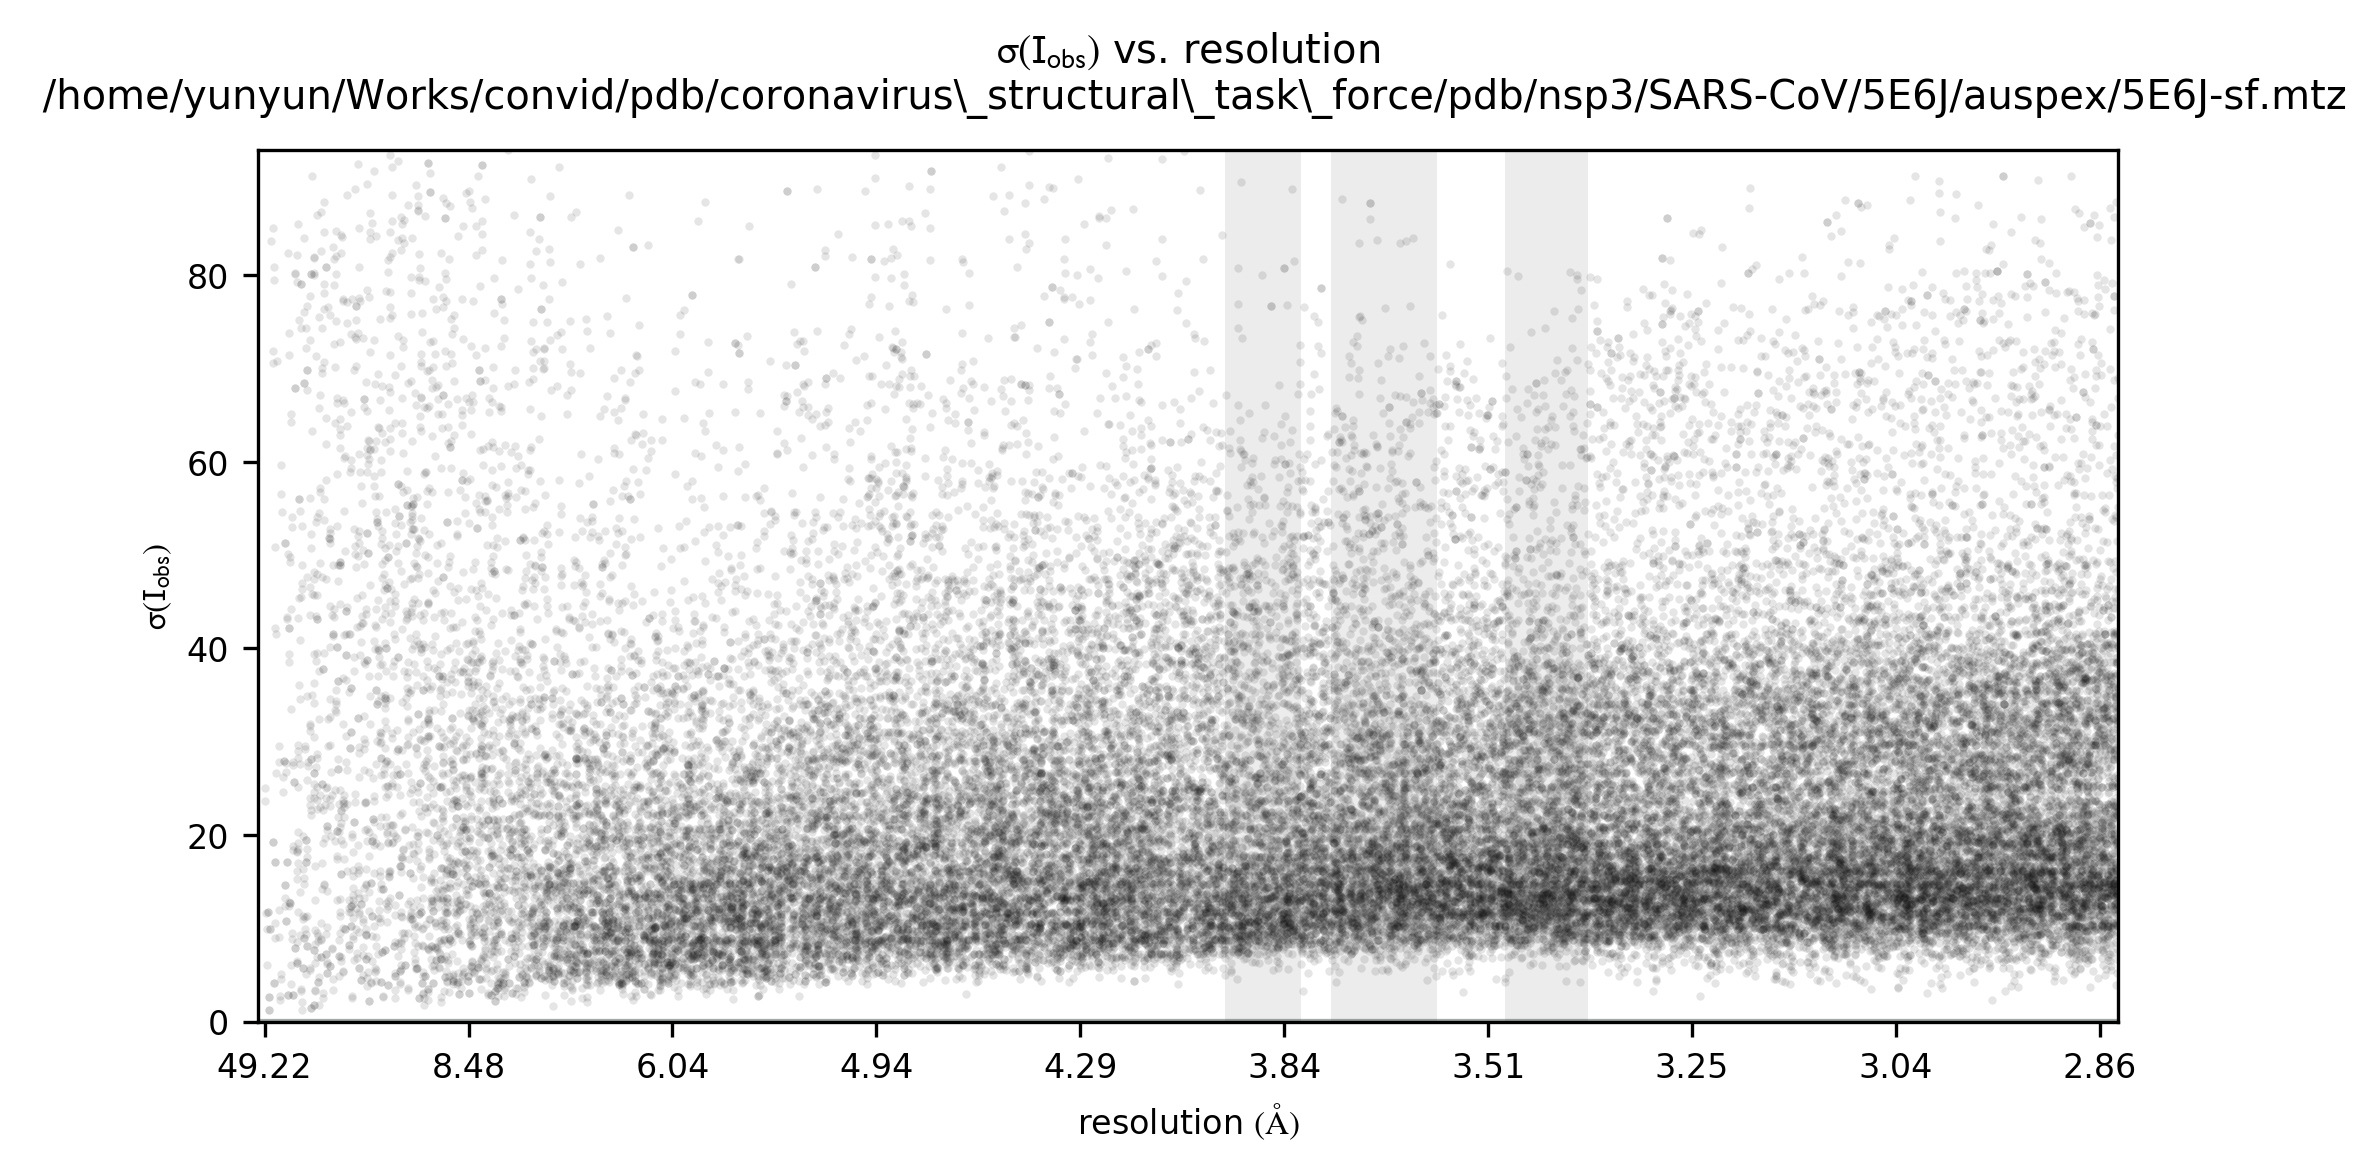 σ(I_obs) vs. resolution
/home/yunyun/Works/convid/pdb/coronavirus\_structural\_task\_force/pdb/nsp3/SARS-CoV/5E6J/auspex/5E6J-sf.mtz
σ(I_obs)
80
60
40
20
0
49.22 8.48 6.04 4.94 4.29 3.84 3.51 3.25 3.04 2.86
resolution (Å)